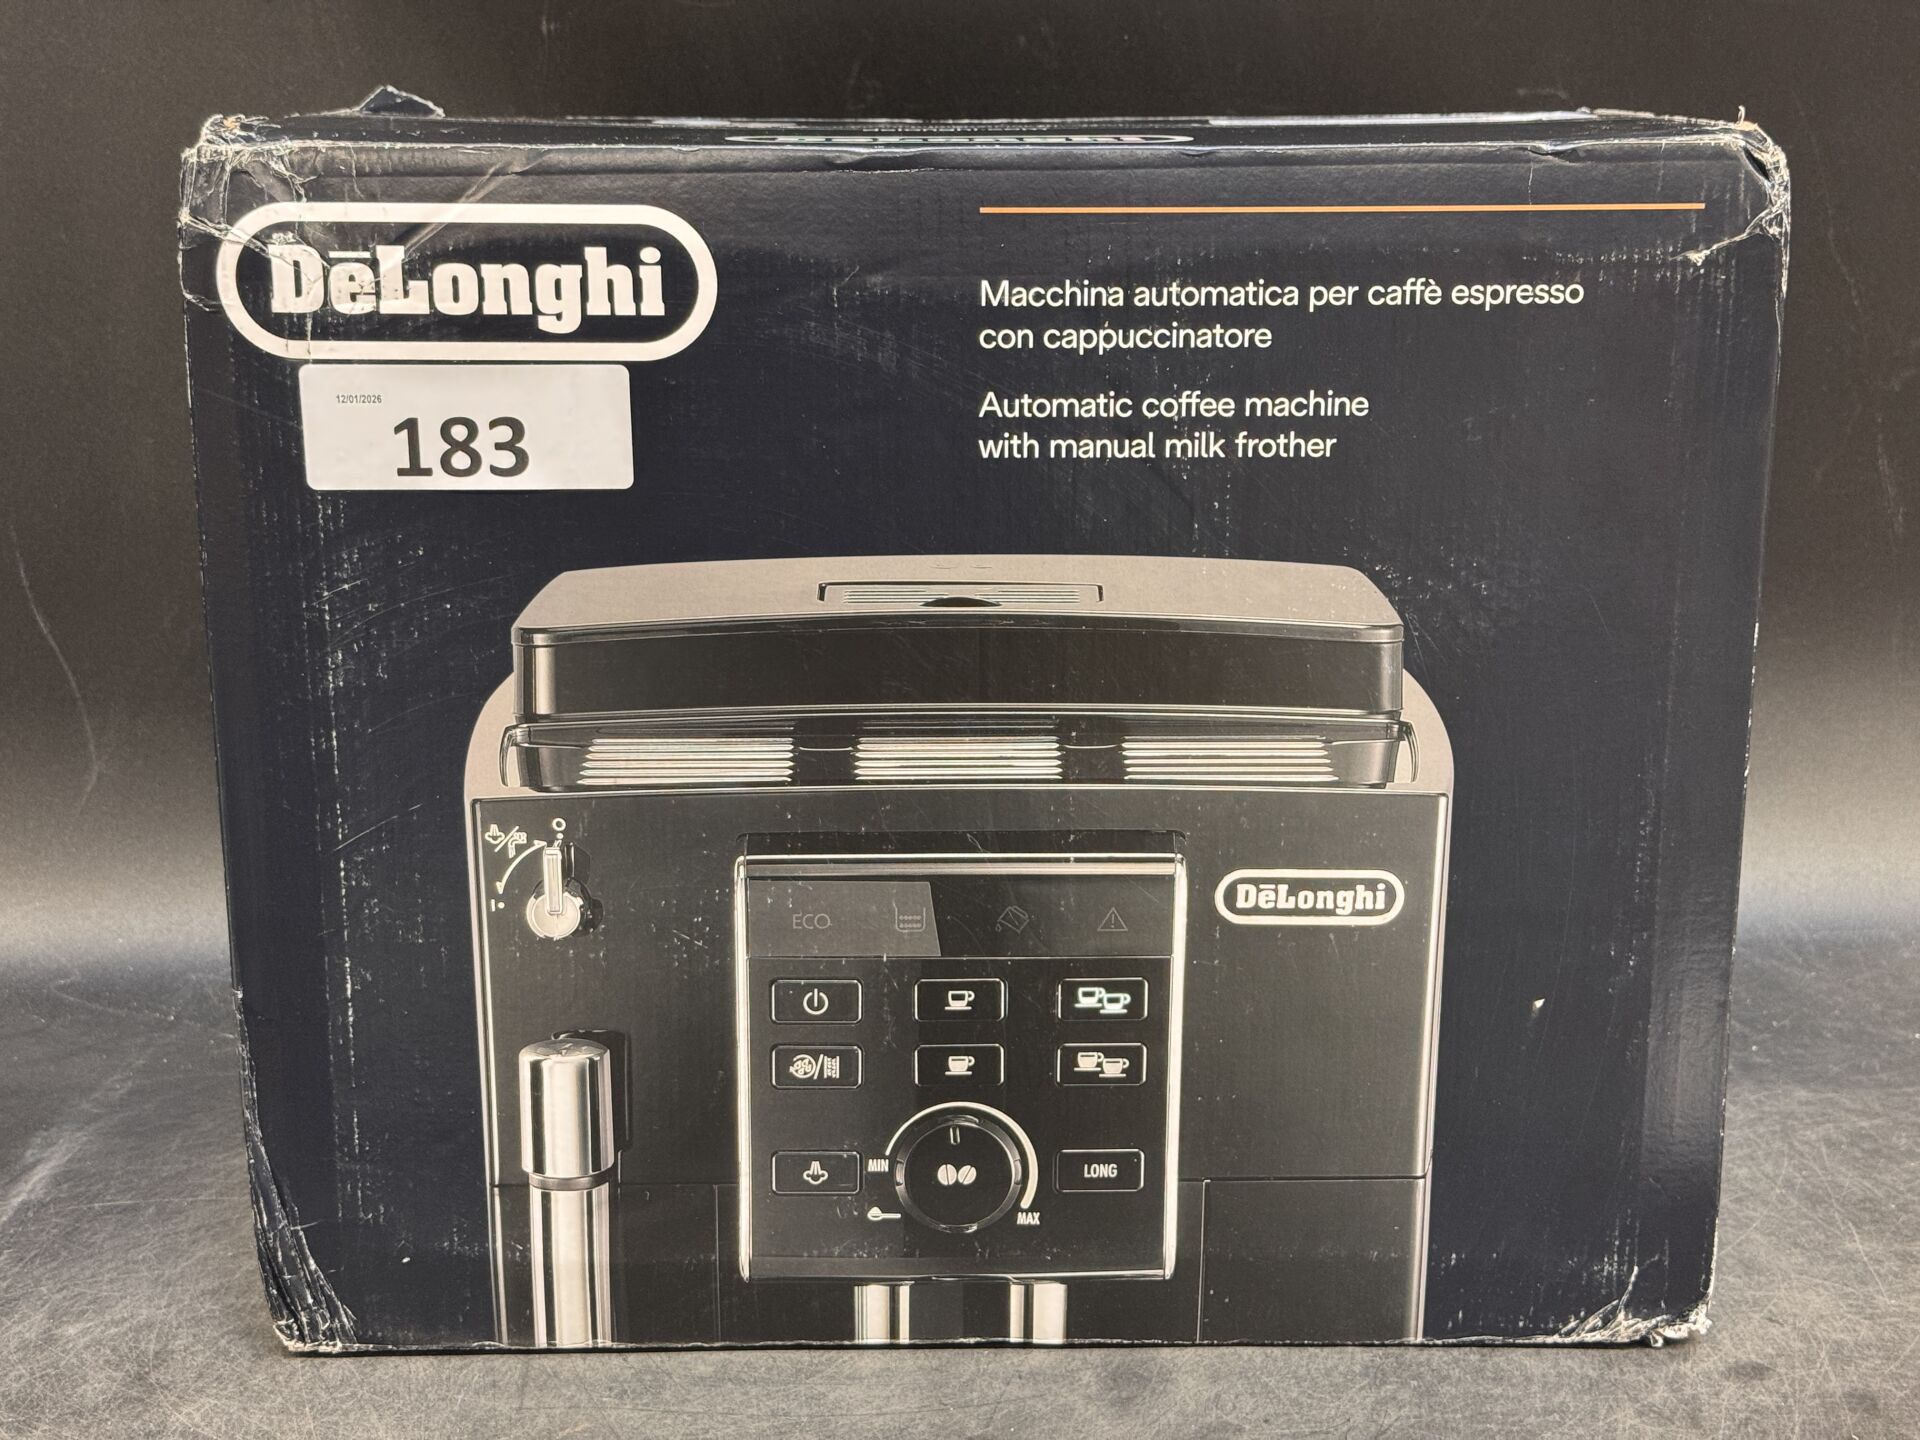 DēLonghi
Macchina automatica per caffè espresso
con cappuccinatore
Automatic coffee machine
with manual milk frother
12/01/2026
183
DēLonghi
ECO
MIN
LONG
MAX